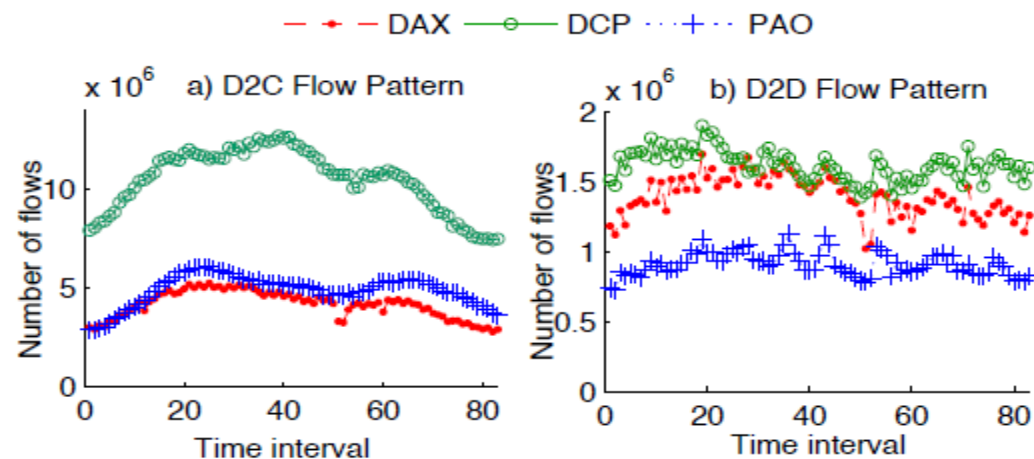 DAX DCP PAO
x 10^6 a) D2C Flow Pattern
Number of flows
10
5
0
0 20 40 60 80
Time interval
x 10^6 b) D2D Flow Pattern
Number of flows
2
1.5
1
0.5
0
0 20 40 60 80
Time interval